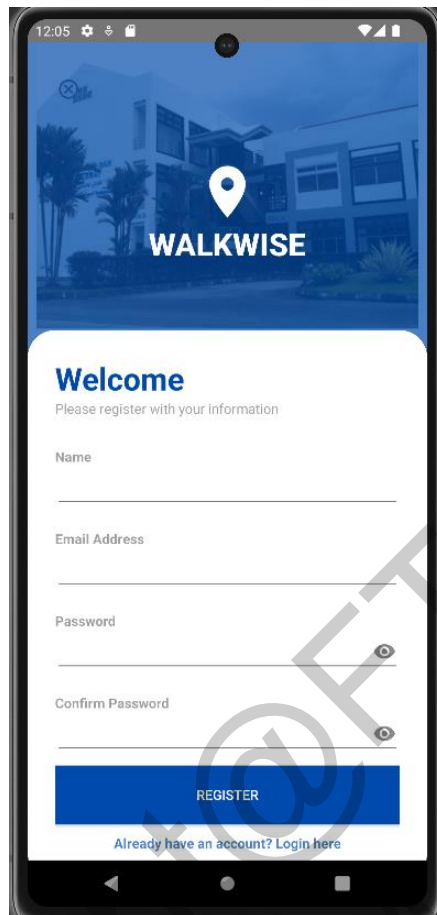 12:05
WALKWISE
Welcome
Please register with your information
Name
Email Address
Password
Confirm Password
REGISTER
Already have an account? Login here